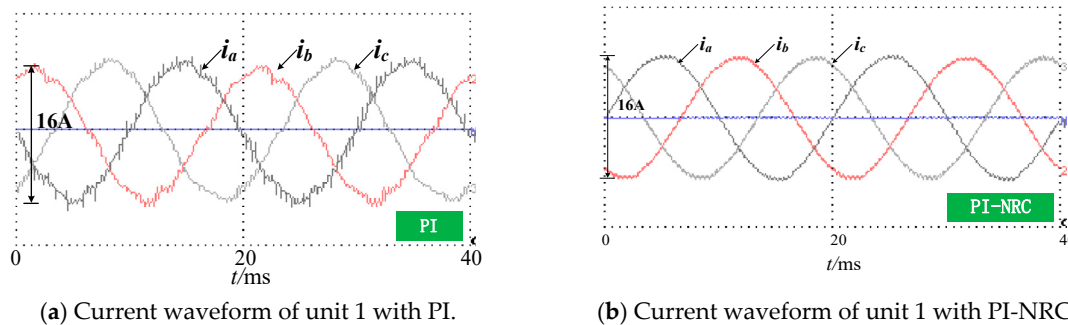 i_a i_b i_c
16A
PI
0 20 40
t/ms
(a) Current waveform of unit 1 with PI.
i_a i_b i_c
16A
PI-NRC
0 20 40
t/ms
(b) Current waveform of unit 1 with PI-NRC